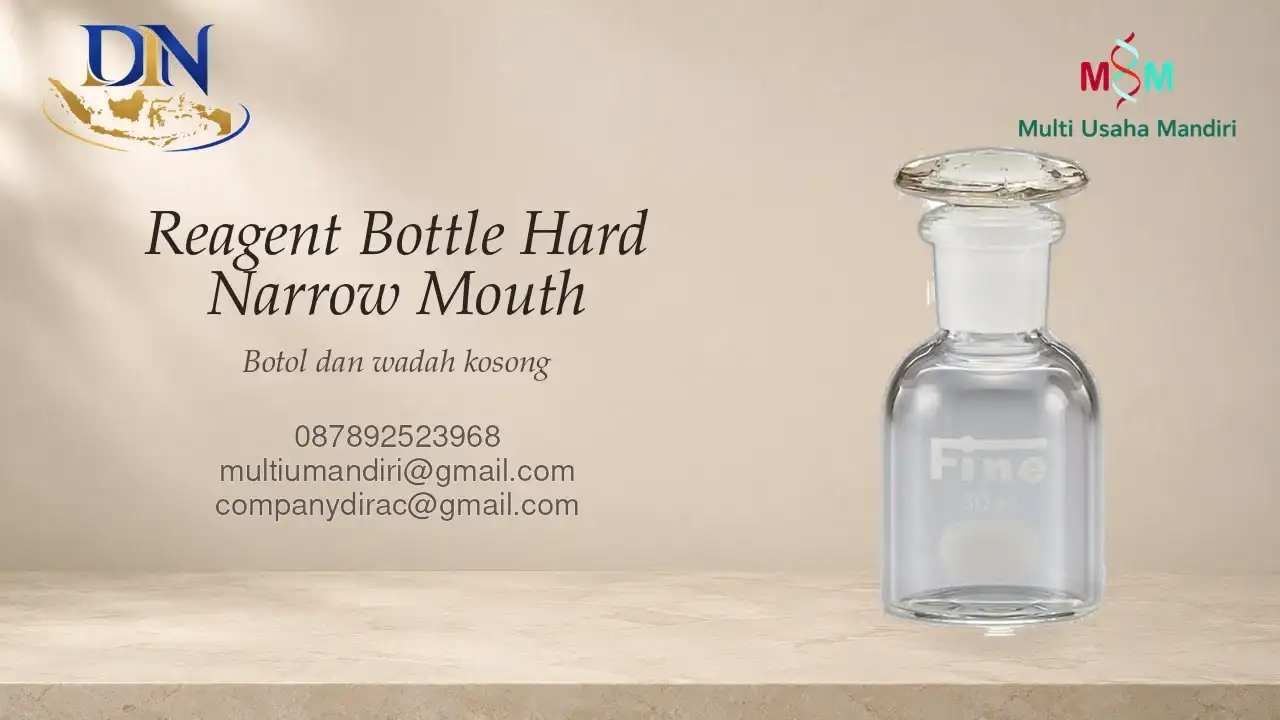 DN
M M
Multi Usaha Mandiri
Reagent Bottle Hard
Narrow Mouth
Botol dan wadah kosong
087892523968
multiumandiri@gmail.com
companydirac@gmail.com
Fine